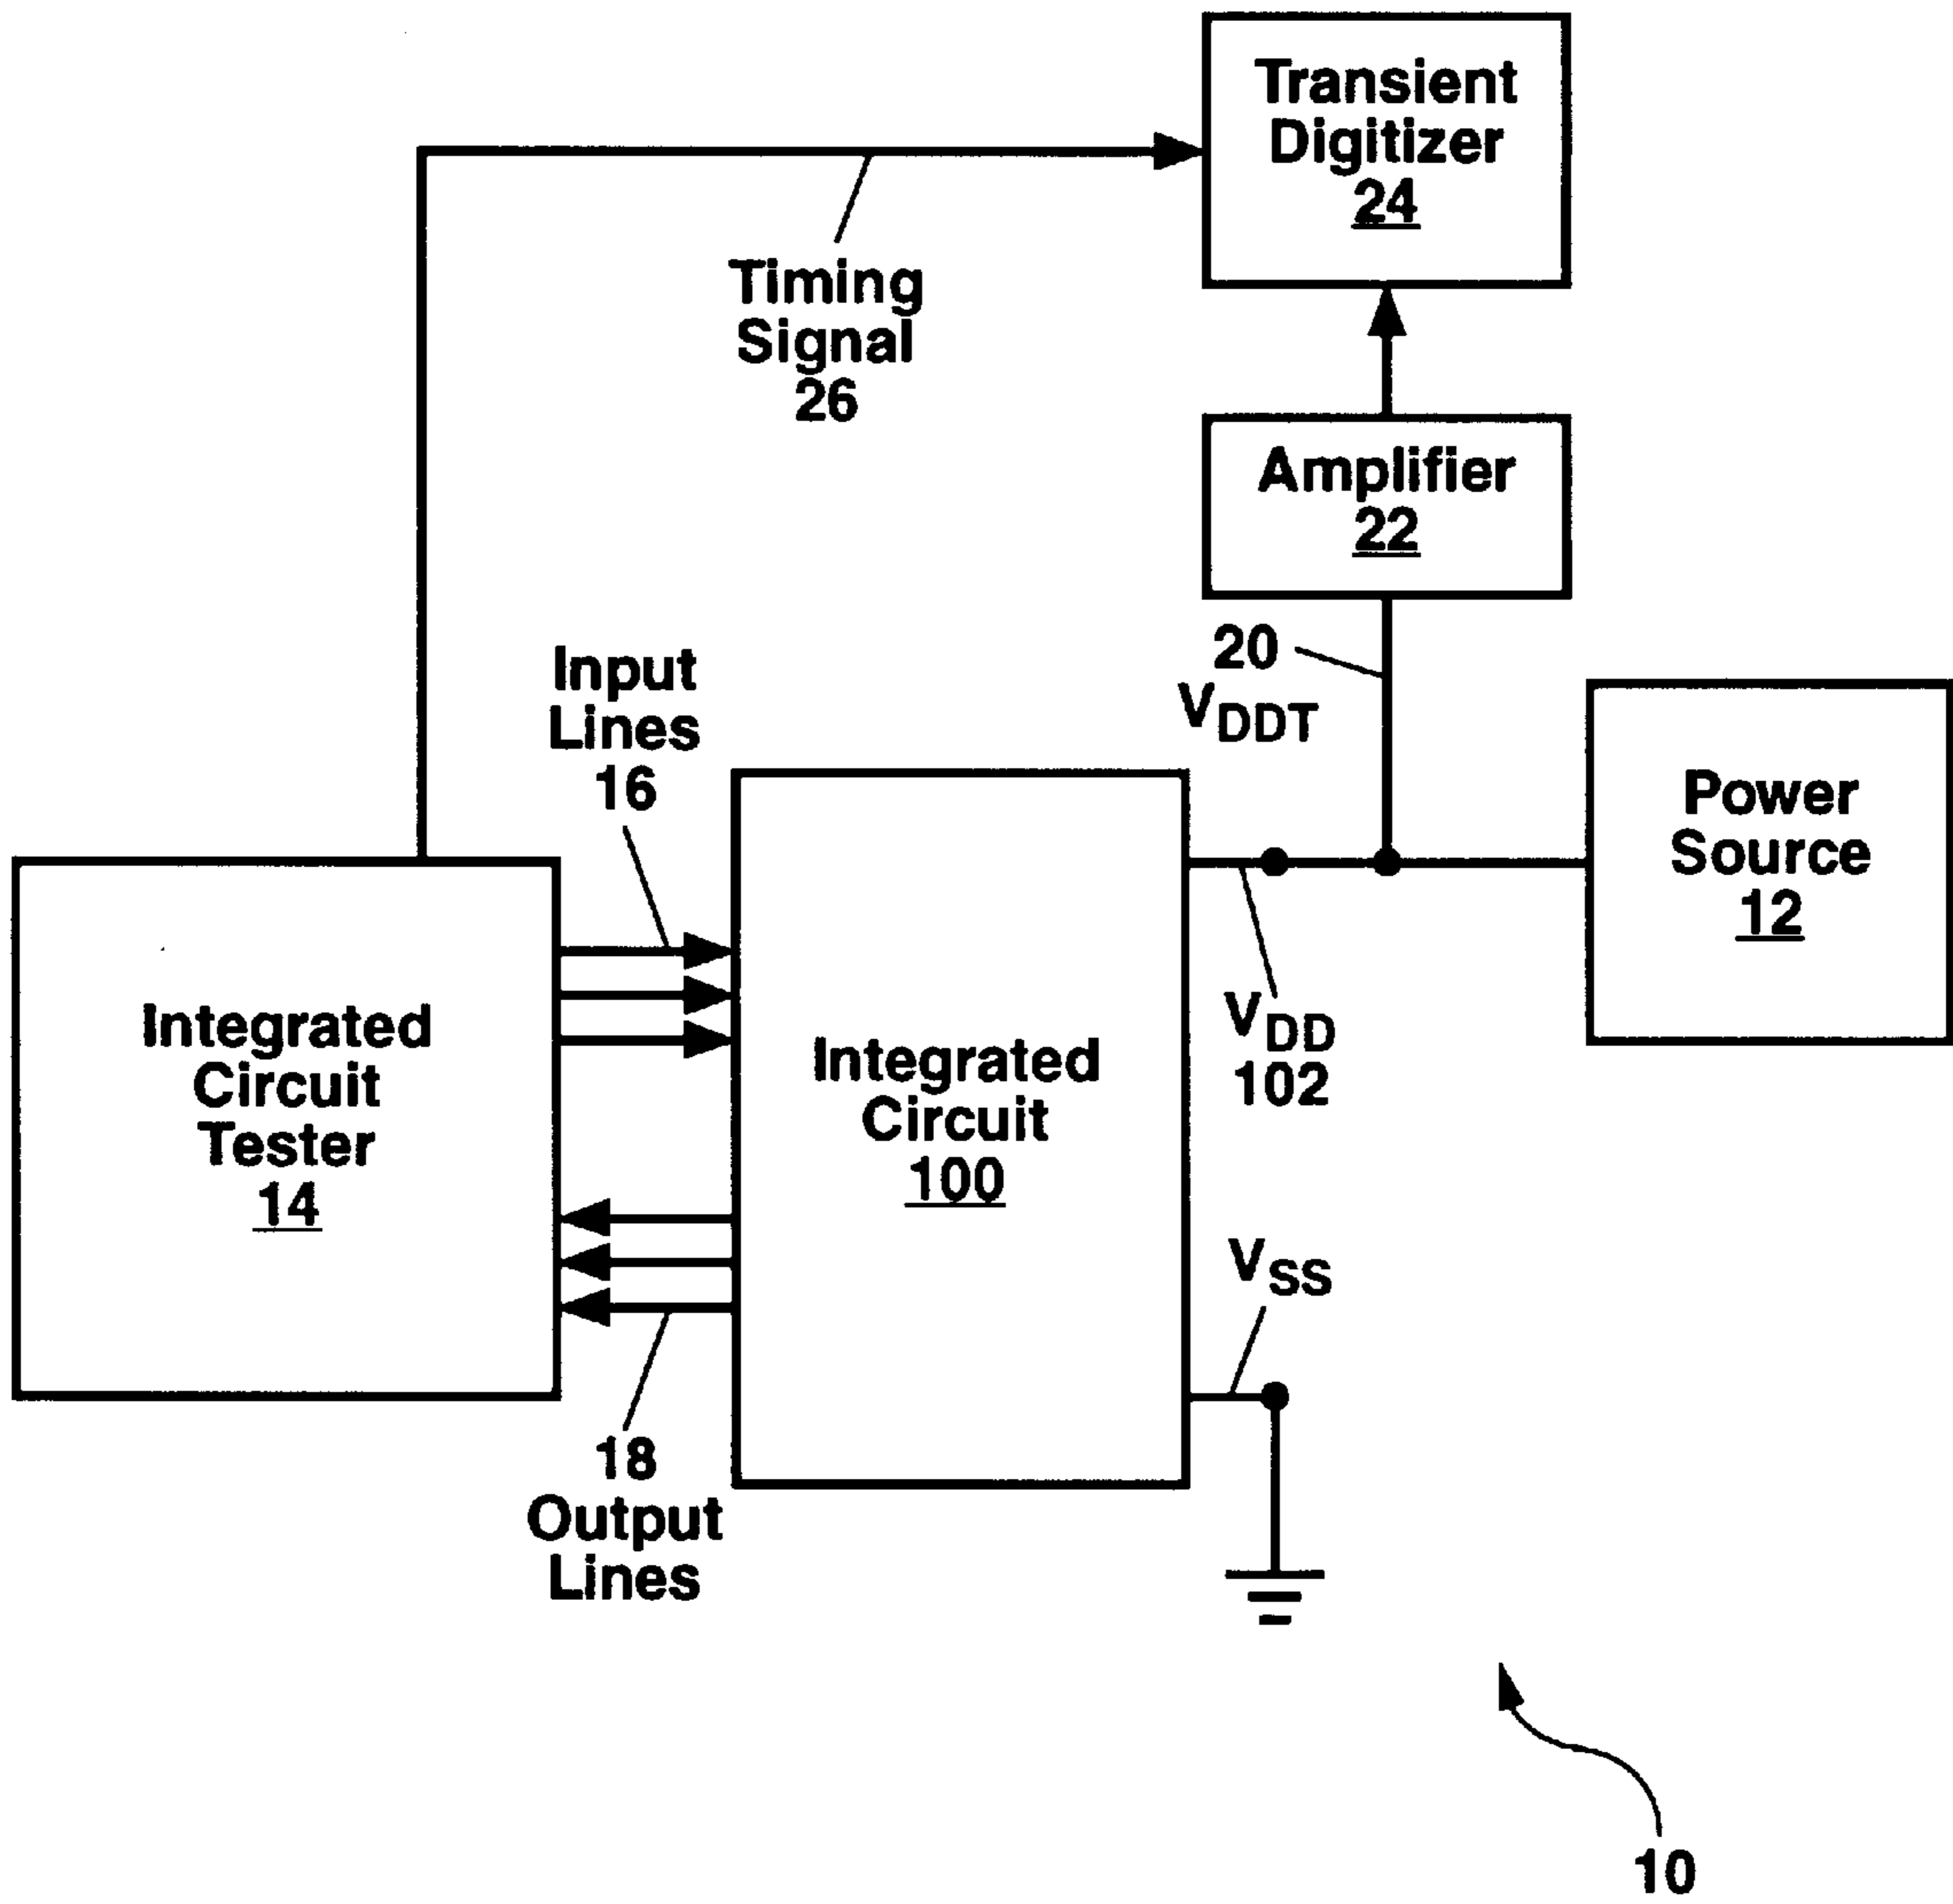 Transient
Digitizer
24
Timing
Signal
26
Amplifier
22
Input
Lines
16
20
VDDT
Power
Source
12
Integrated
Circuit
Tester
14
Integrated
Circuit
100
VDD
102
VSS
18
Output
Lines
10